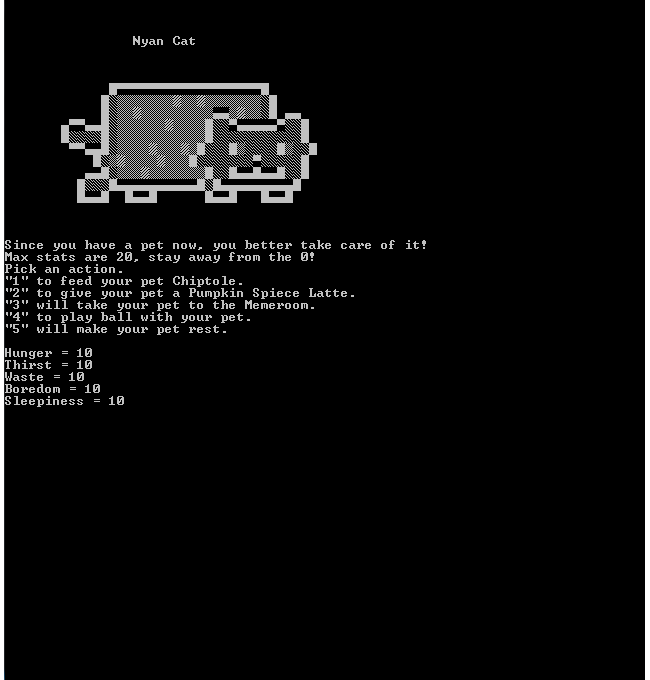 Nyan Cat
Since you have a pet now, you better take care of it!
Max stats are 20, stay away from the 0!
Pick an action.
"1" to feed your pet Chiptole.
"2" to give your pet a Pumpkin Spiece Latte.
"3" will take your pet to the Memeroom.
"4" to play ball with your pet.
"5" will make your pet rest.
Hunger = 10
Thirst = 10
Waste = 10
Boredom = 10
Sleepiness = 10